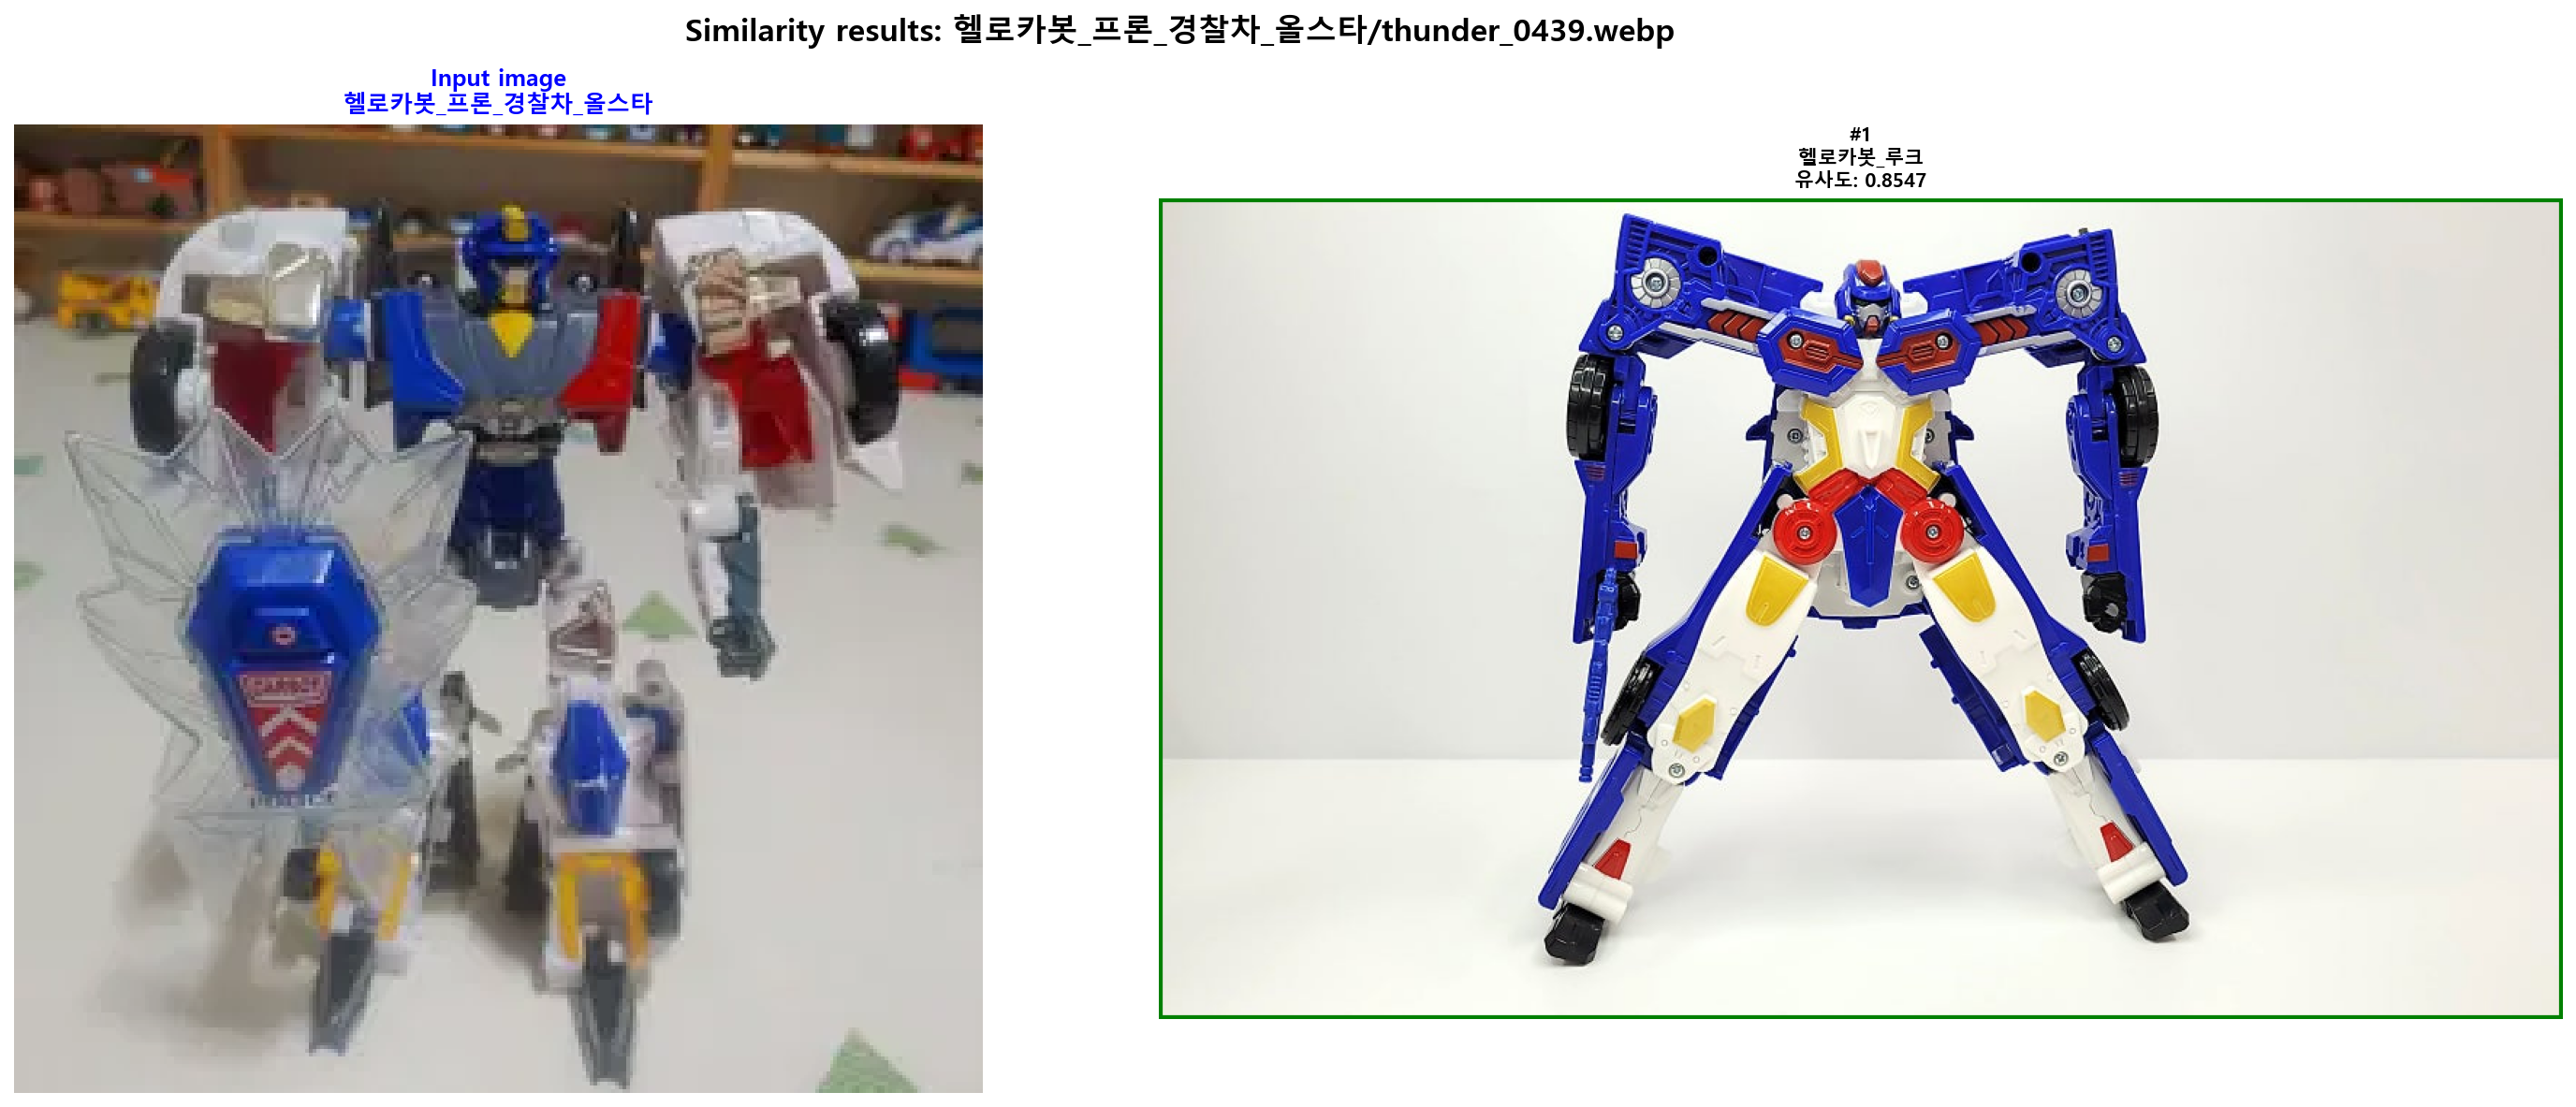 Similarity results: 헬로카봇_프론_경찰차_올스타/thunder_0439.webp
Input image
헬로카봇_프론_경찰차_올스타
#1
헬로카봇_루크
유사도: 0.8547